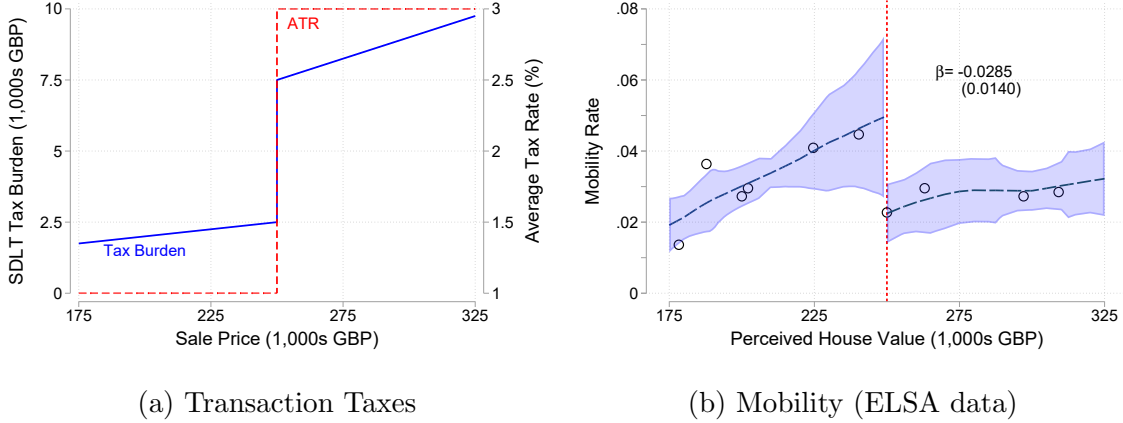 10
7.5
5
2.5
0
SDLT Tax Burden (1,000s GBP)
3
2.5
2
1.5
1
Average Tax Rate (%)
ATR
Tax Burden
175
225
275
325
Sale Price (1,000s GBP)
(a) Transaction Taxes
.08
.06
.04
.02
0
Mobility Rate
β= -0.0285
(0.0140)
175
225
275
325
Perceived House Value (1,000s GBP)
(b) Mobility (ELSA data)